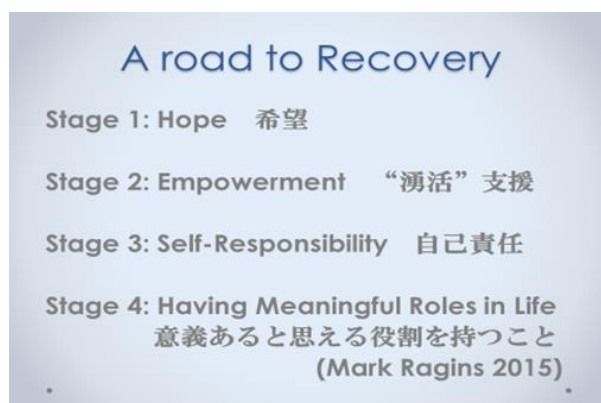 A road to Recovery
Stage 1: Hope　希望
Stage 2: Empowerment　“湧活”支援
Stage 3: Self-Responsibility　自己責任
Stage 4: Having Meaningful Roles in Life
意義あると思える役割を持つこと
(Mark Ragins 2015)